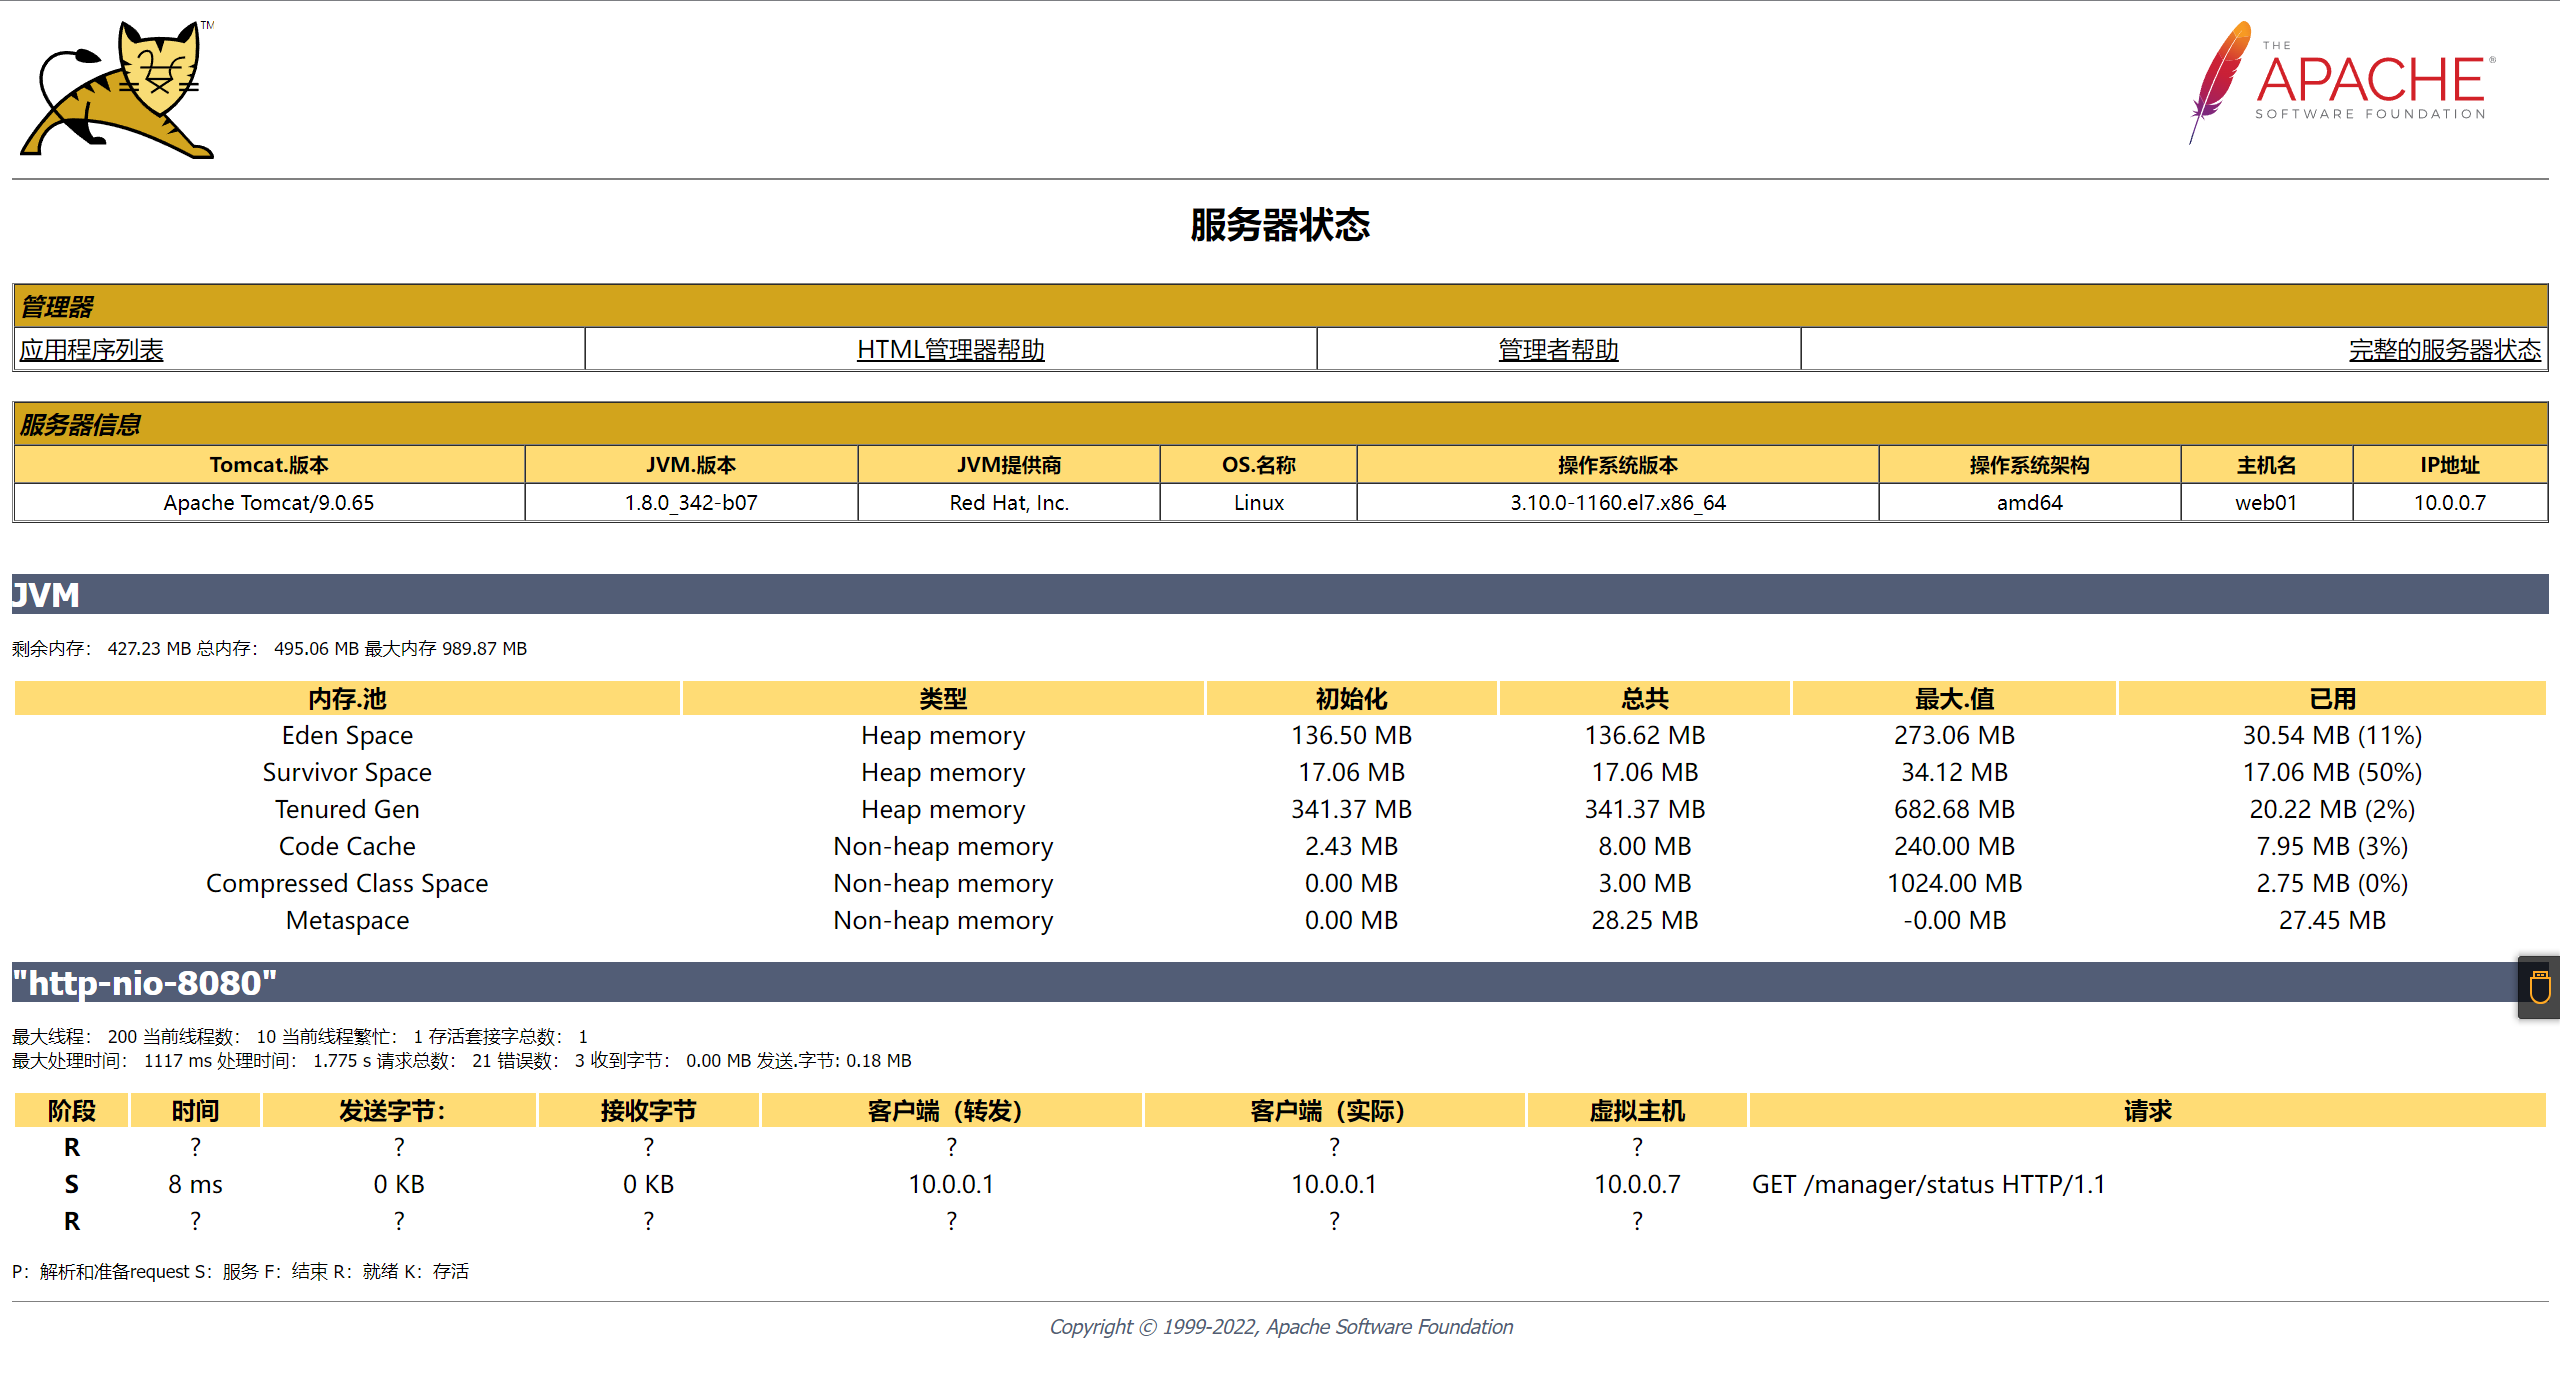 TM
THE
APACHE®
SOFTWARE FOUNDATION
服务器状态
管理器
应用程序列表 HTML管理器帮助 管理者帮助 完整的服务器状态
服务器信息
Tomcat.版本 JVM.版本 JVM提供商 OS.名称 操作系统版本 操作系统架构 主机名 IP地址
Apache Tomcat/9.0.65 1.8.0_342-b07 Red Hat, Inc. Linux 3.10.0-1160.el7.x86_64 amd64 web01 10.0.0.7
JVM
剩余内存： 427.23 MB 总内存： 495.06 MB 最大内存 989.87 MB
内存.池 类型 初始化 总共 最大.值 已用
Eden Space Heap memory 136.50 MB 136.62 MB 273.06 MB 30.54 MB (11%)
Survivor Space Heap memory 17.06 MB 17.06 MB 34.12 MB 17.06 MB (50%)
Tenured Gen Heap memory 341.37 MB 341.37 MB 682.68 MB 20.22 MB (2%)
Code Cache Non-heap memory 2.43 MB 8.00 MB 240.00 MB 7.95 MB (3%)
Compressed Class Space Non-heap memory 0.00 MB 3.00 MB 1024.00 MB 2.75 MB (0%)
Metaspace Non-heap memory 0.00 MB 28.25 MB -0.00 MB 27.45 MB
"http-nio-8080"
最大线程： 200 当前线程数： 10 当前线程繁忙： 1 存活套接字总数： 1
最大处理时间： 1117 ms 处理时间： 1.775 s 请求总数： 21 错误数： 3 收到字节： 0.00 MB 发送.字节: 0.18 MB
阶段 时间 发送字节： 接收字节 客户端（转发） 客户端（实际） 虚拟主机 请求
R ? ? ? ? ? ?
S 8 ms 0 KB 0 KB 10.0.0.1 10.0.0.1 10.0.0.7 GET /manager/status HTTP/1.1
R ? ? ? ? ? ?
P：解析和准备request S：服务 F：结束 R：就绪 K：存活
Copyright © 1999-2022, Apache Software Foundation